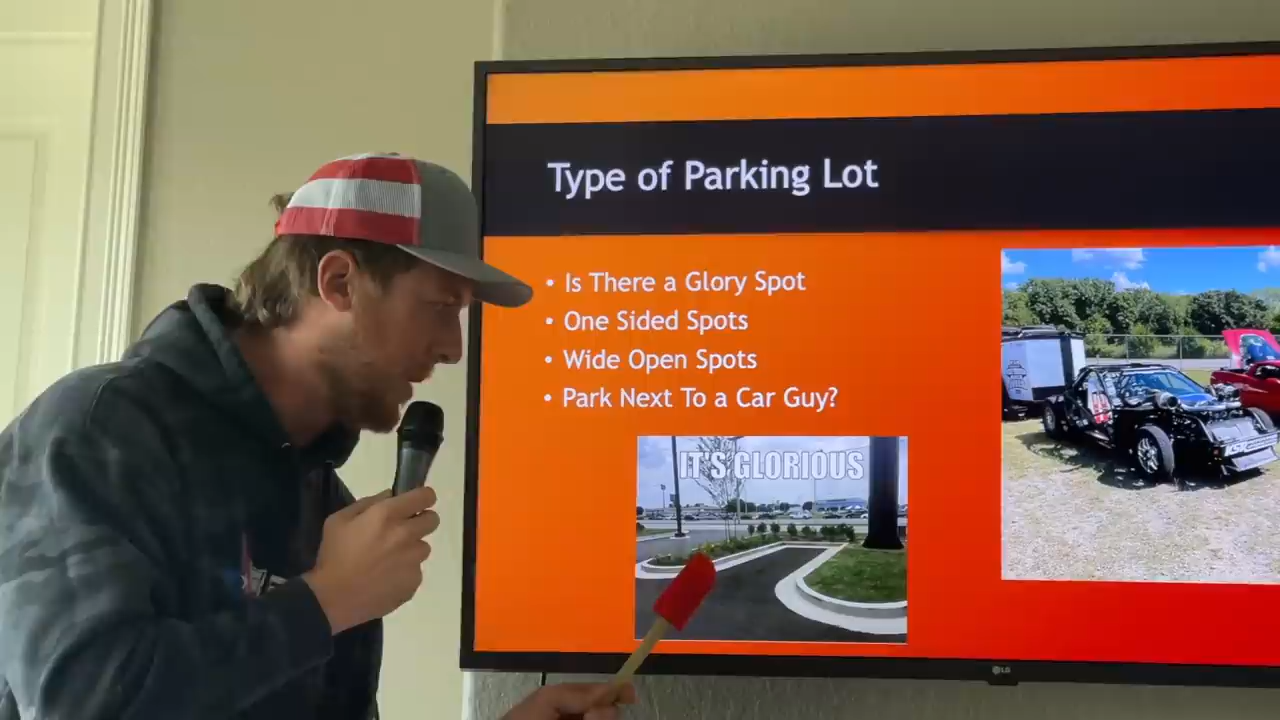 Type of Parking Lot
• Is There a Glory Spot
• One Sided Spots
• Wide Open Spots
• Park Next To a Car Guy?
IT'S GLORIOUS
LG